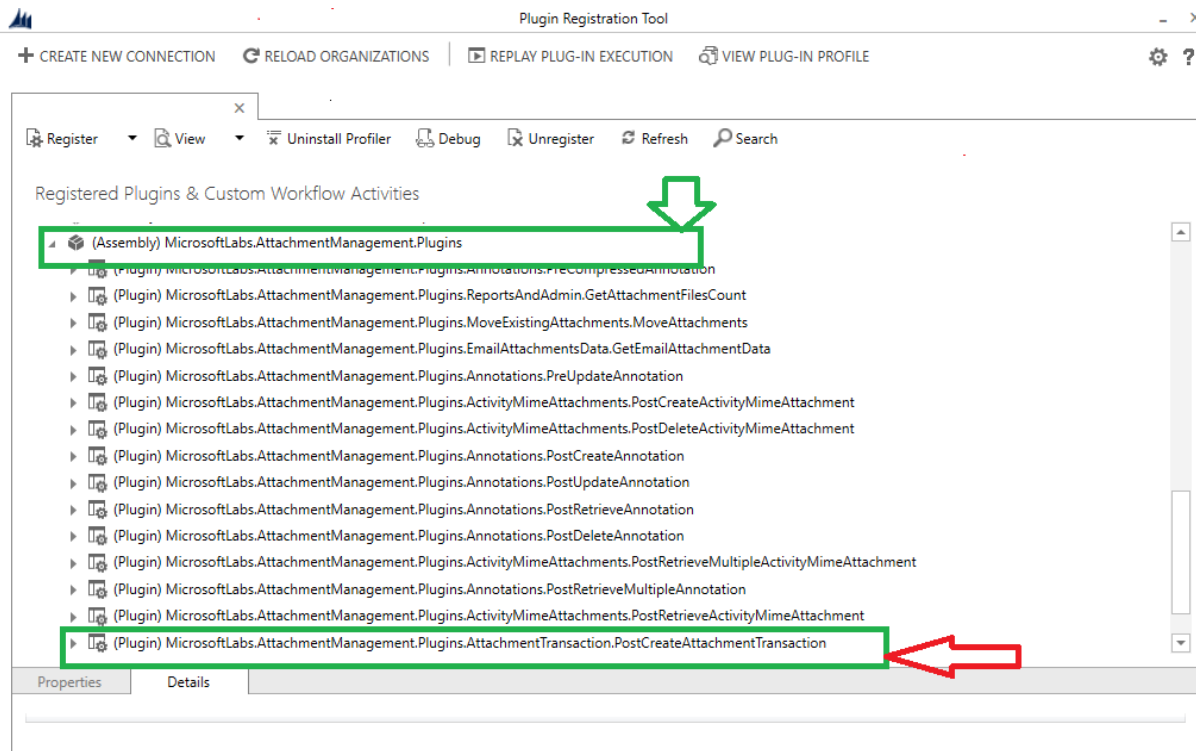 Plugin Registration Tool
CREATE NEW CONNECTION RELOAD ORGANIZATIONS REPLAY PLUG-IN EXECUTION VIEW PLUG-IN PROFILE ?
Register View Uninstall Profiler Debug Unregister Refresh Search
Registered Plugins & Custom Workflow Activities
(Assembly) MicrosoftLabs.AttachmentManagement.Plugins
(Plugin) MicrosoftLabs.AttachmentManagement.Plugins.Annotations.PreCompressedAnnotation
(Plugin) MicrosoftLabs.AttachmentManagement.Plugins.ReportsAndAdmin.GetAttachmentFilesCount
(Plugin) MicrosoftLabs.AttachmentManagement.Plugins.MoveExistingAttachments.MoveAttachments
(Plugin) MicrosoftLabs.AttachmentManagement.Plugins.EmailAttachmentsData.GetEmailAttachmentData
(Plugin) MicrosoftLabs.AttachmentManagement.Plugins.Annotations.PreUpdateAnnotation
(Plugin) MicrosoftLabs.AttachmentManagement.Plugins.ActivityMimeAttachments.PostCreateActivityMimeAttachment
(Plugin) MicrosoftLabs.AttachmentManagement.Plugins.ActivityMimeAttachments.PostDeleteActivityMimeAttachment
(Plugin) MicrosoftLabs.AttachmentManagement.Plugins.Annotations.PostCreateAnnotation
(Plugin) MicrosoftLabs.AttachmentManagement.Plugins.Annotations.PostUpdateAnnotation
(Plugin) MicrosoftLabs.AttachmentManagement.Plugins.Annotations.PostRetrieveAnnotation
(Plugin) MicrosoftLabs.AttachmentManagement.Plugins.Annotations.PostDeleteAnnotation
(Plugin) MicrosoftLabs.AttachmentManagement.Plugins.ActivityMimeAttachments.PostRetrieveMultipleActivityMimeAttachment
(Plugin) MicrosoftLabs.AttachmentManagement.Plugins.Annotations.PostRetrieveMultipleAnnotation
(Plugin) MicrosoftLabs.AttachmentManagement.Plugins.ActivityMimeAttachments.PostRetrieveActivityMimeAttachment
(Plugin) MicrosoftLabs.AttachmentManagement.Plugins.AttachmentTransaction.PostCreateAttachmentTransaction
Properties Details